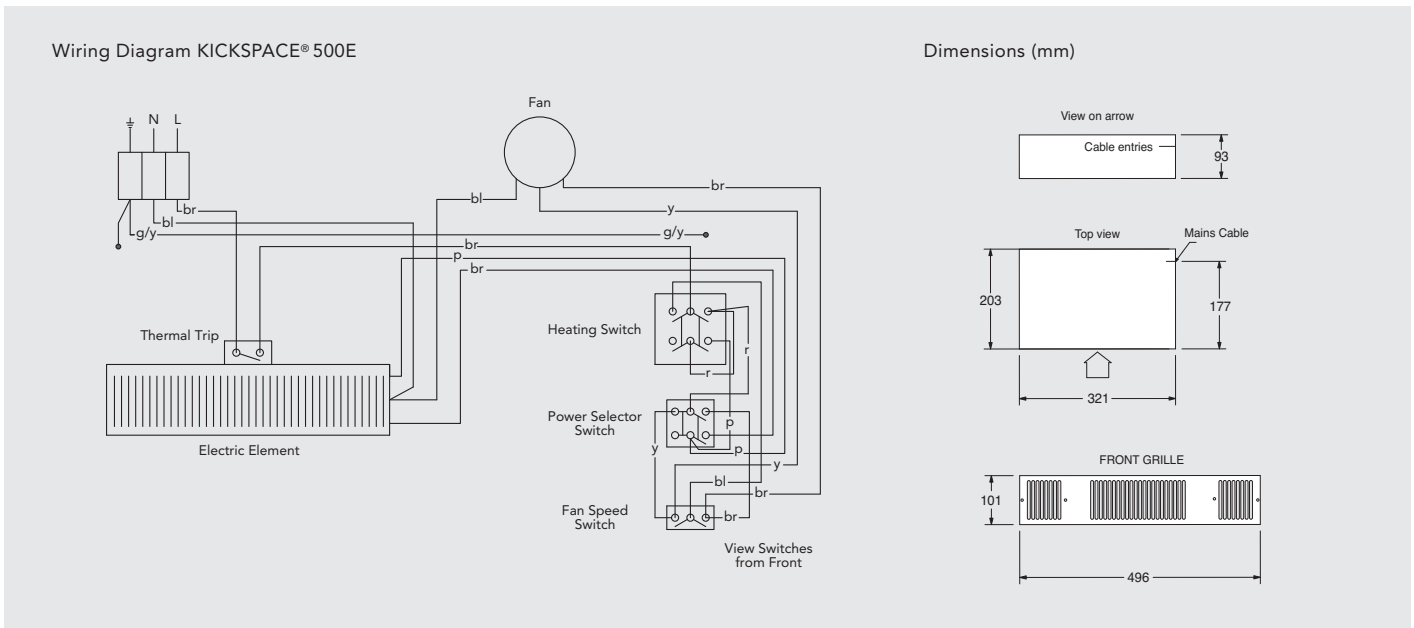 Wiring Diagram KICKSPACE® 500E
Fan
N L
br
bl
g/y
bl
br
y
g/y
br
p
br
Thermal Trip
Electric Element
Heating Switch
r
r
Power Selector
Switch
p
y
p
y
bl
br
Fan Speed
Switch
br
View Switches
from Front
Dimensions (mm)
View on arrow
Cable entries
93
Top view
Mains Cable
203
177
321
FRONT GRILLE
101
496